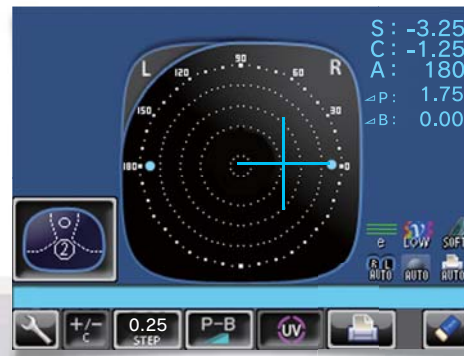 S: -3.25
C: -1.25
A: 180
⊿P: 1.75
⊿B: 0.00
L R
120 90 60
150 30
180 0
2
e LOW SOFT
R L AUTO AUTO AUTO
+/- C
0.25 STEP
P-B
UV